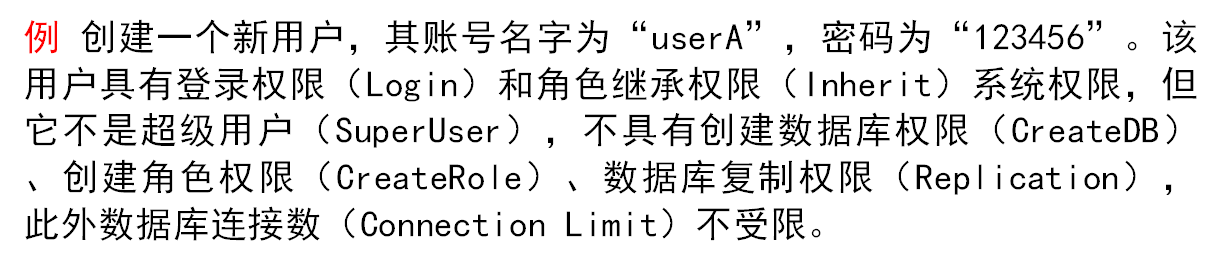 例 创建一个新用户，其账号名字为“userA”，密码为“123456”。该
用户具有登录权限（Login）和角色继承权限（Inherit）系统权限，但
它不是超级用户（SuperUser），不具有创建数据库权限（CreateDB）
、创建角色权限（CreateRole）、数据库复制权限（Replication），
此外数据库连接数（Connection Limit）不受限。